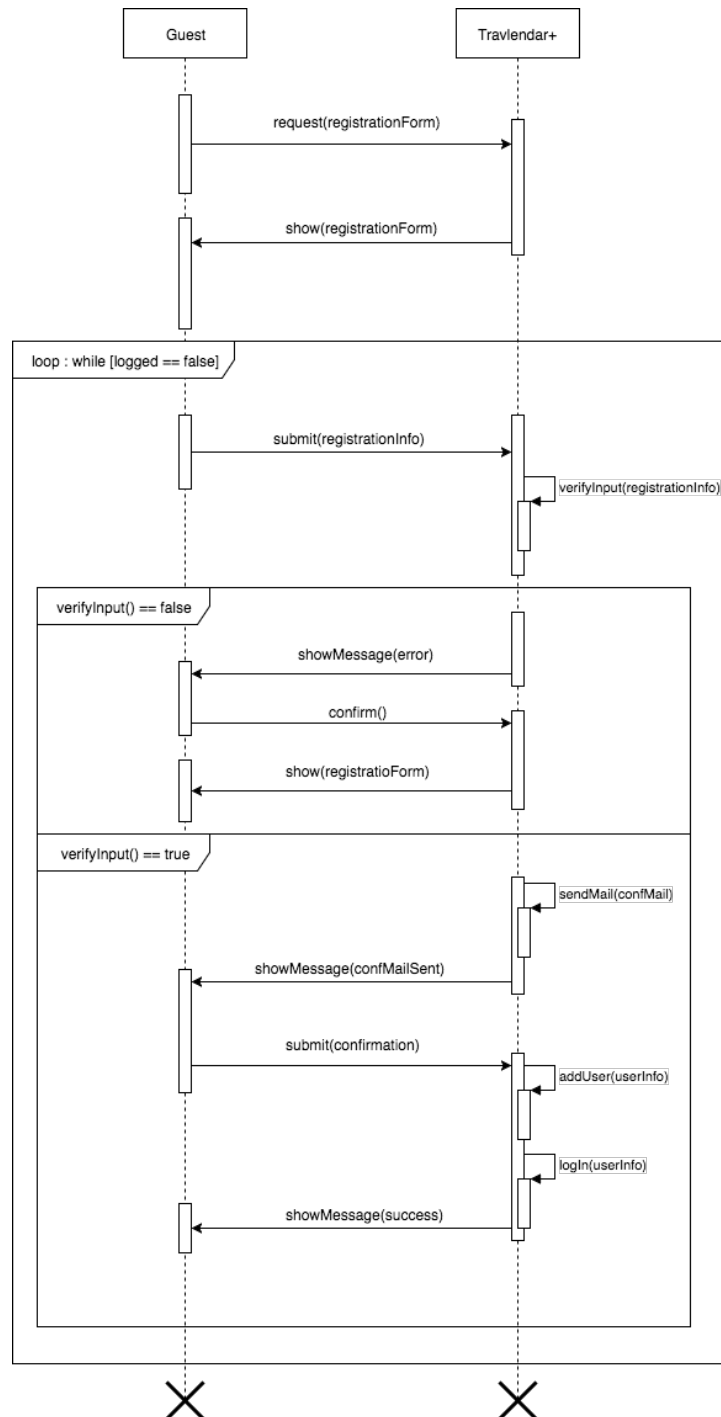 Guest
Travlendar+
request(registrationForm)
show(registrationForm)
loop : while [logged == false]
submit(registrationInfo)
verifyInput(registrationInfo)
verifyInput() == false
showMessage(error)
confirm()
show(registratioForm)
verifyInput() == true
sendMail(confMail)
showMessage(confMailSent)
submit(confirmation)
addUser(userInfo)
logIn(userInfo)
showMessage(success)